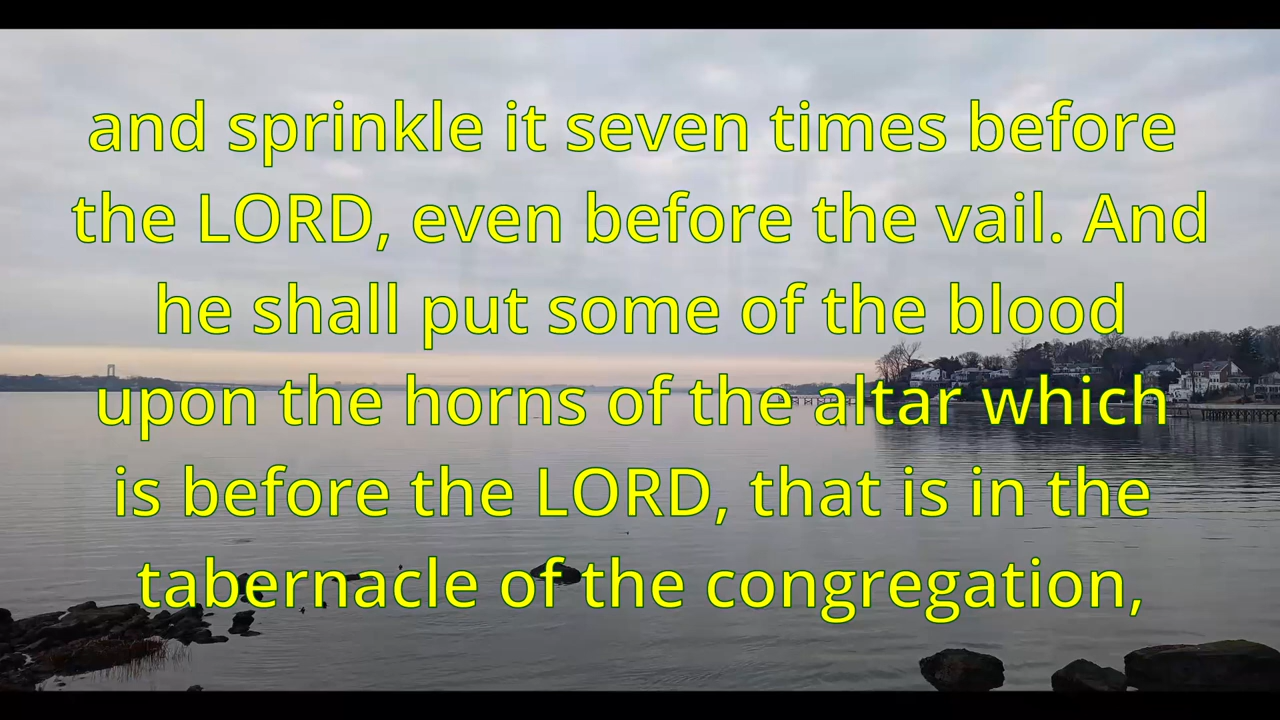 and sprinkle it seven times before
the LORD, even before the vail. And
he shall put some of the blood
upon the horns of the altar which
is before the LORD, that is in the
tabernacle of the congregation,